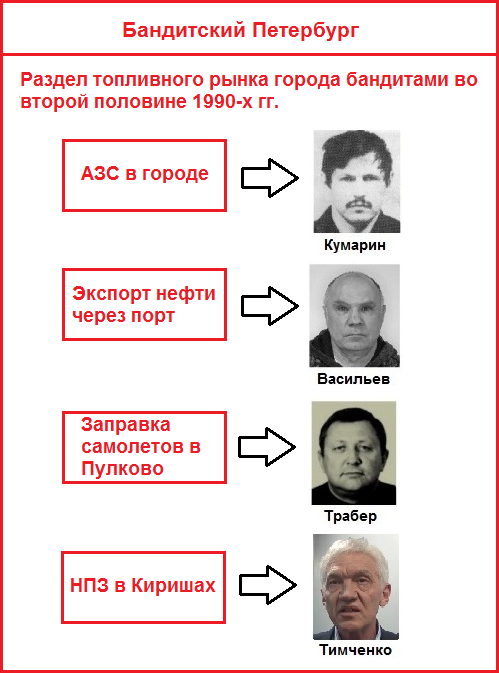 Бандитский Петербург
Раздел топливного рынка города бандитами во
второй половине 1990-х гг.
АЗС в городе
Кумарин
Экспорт нефти
через порт
Васильев
Заправка
самолетов в
Пулково
Трабер
НПЗ в Киришах
Тимченко